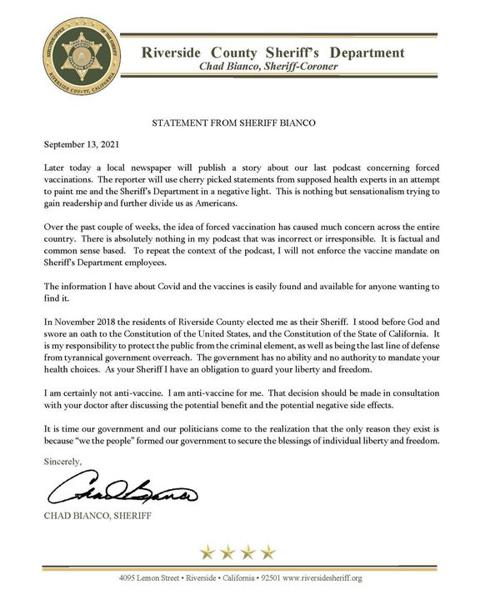 Riverside County Sheriff's Department
Chad Bianco, Sheriff-Coroner
STATEMENT FROM SHERIFF BIANCO
September 13, 2021
Later today a local newspaper will publish a story about our last podcast concerning forced
vaccinations. The reporter will use cherry picked statements from supposed health experts in an attempt
to paint me and the Sheriff's Department in a negative light. This is nothing but sensationalism trying to
gain readership and further divide us as Americans.
Over the past couple of weeks, the idea of forced vaccination has caused much concern across the entire
country. There is absolutely nothing in my podcast that was incorrect or irresponsible. It is factual and
common sense based. To repeat the context of the podcast, I will not enforce the vaccine mandate on
Sheriff's Department employees.
The information I have about Covid and the vaccines is easily found and available for anyone wanting to
find it.
In November 2018 the residents of Riverside County elected me as their Sheriff. I stood before God and
swore an oath to the Constitution of the United States, and the Constitution of the State of California. It
is my responsibility to protect the public from the criminal element, as well as being the last line of defense
from tyrannical government overreach. The government has no ability and no authority to mandate your
health choices. As your Sheriff I have an obligation to guard your liberty and freedom.
I am certainly not anti-vaccine. I am anti-vaccine for me. That decision should be made in consultation
with your doctor after discussing the potential benefit and the potential negative side effects.
It is time our government and our politicians come to the realization that the only reason they exist is
because "we the people" formed our government to secure the blessings of individual liberty and freedom.
Sincerely,
Chad Bianco
CHAD BIANCO, SHERIFF
4095 Lemon Street • Riverside • California • 92501 www.riversidesheriff.org